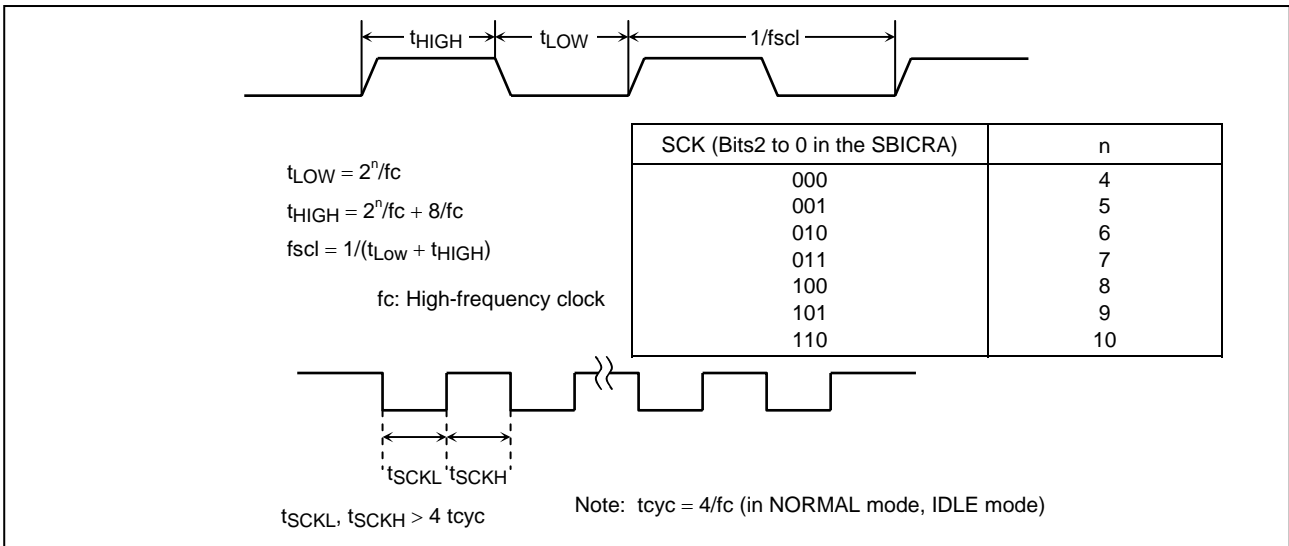 tHIGH tLOW 1/fscl
SCK (Bits2 to 0 in the SBICRA) n
000 4
001 5
010 6
011 7
100 8
101 9
110 10
tLOW = 2^n/fc
tHIGH = 2^n/fc + 8/fc
fscl = 1/(tLow + tHIGH)
fc: High-frequency clock
tSCKL tSCKH
tSCKL, tSCKH > 4 tcyc
Note: tcyc = 4/fc (in NORMAL mode, IDLE mode)